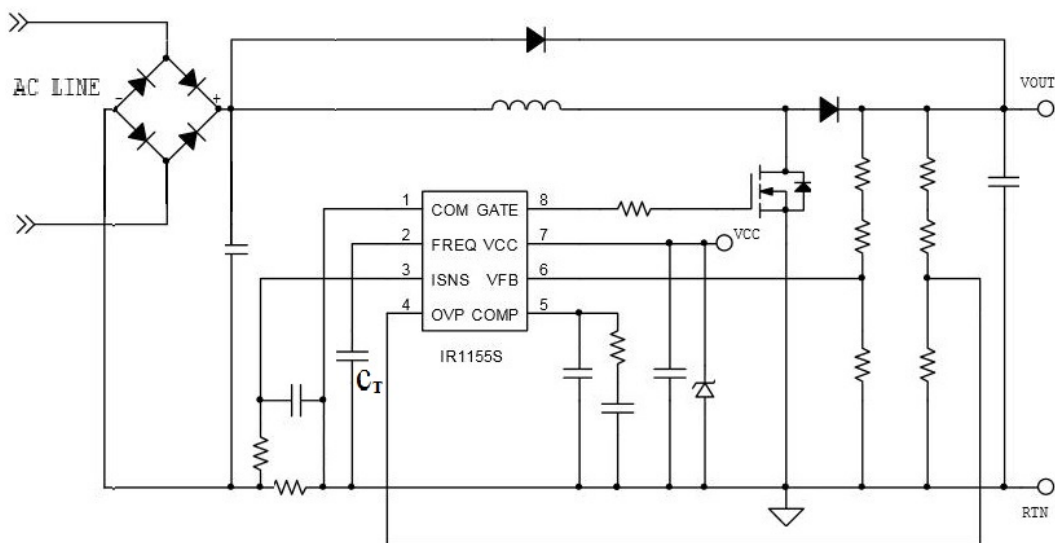 AC LINE
-
+
VOUT
1
COM GATE
8
2
FREQ VCC
7
VCC
3
ISNS VFB
6
4
OVP COMP
5
IR1155S
CT
RTN